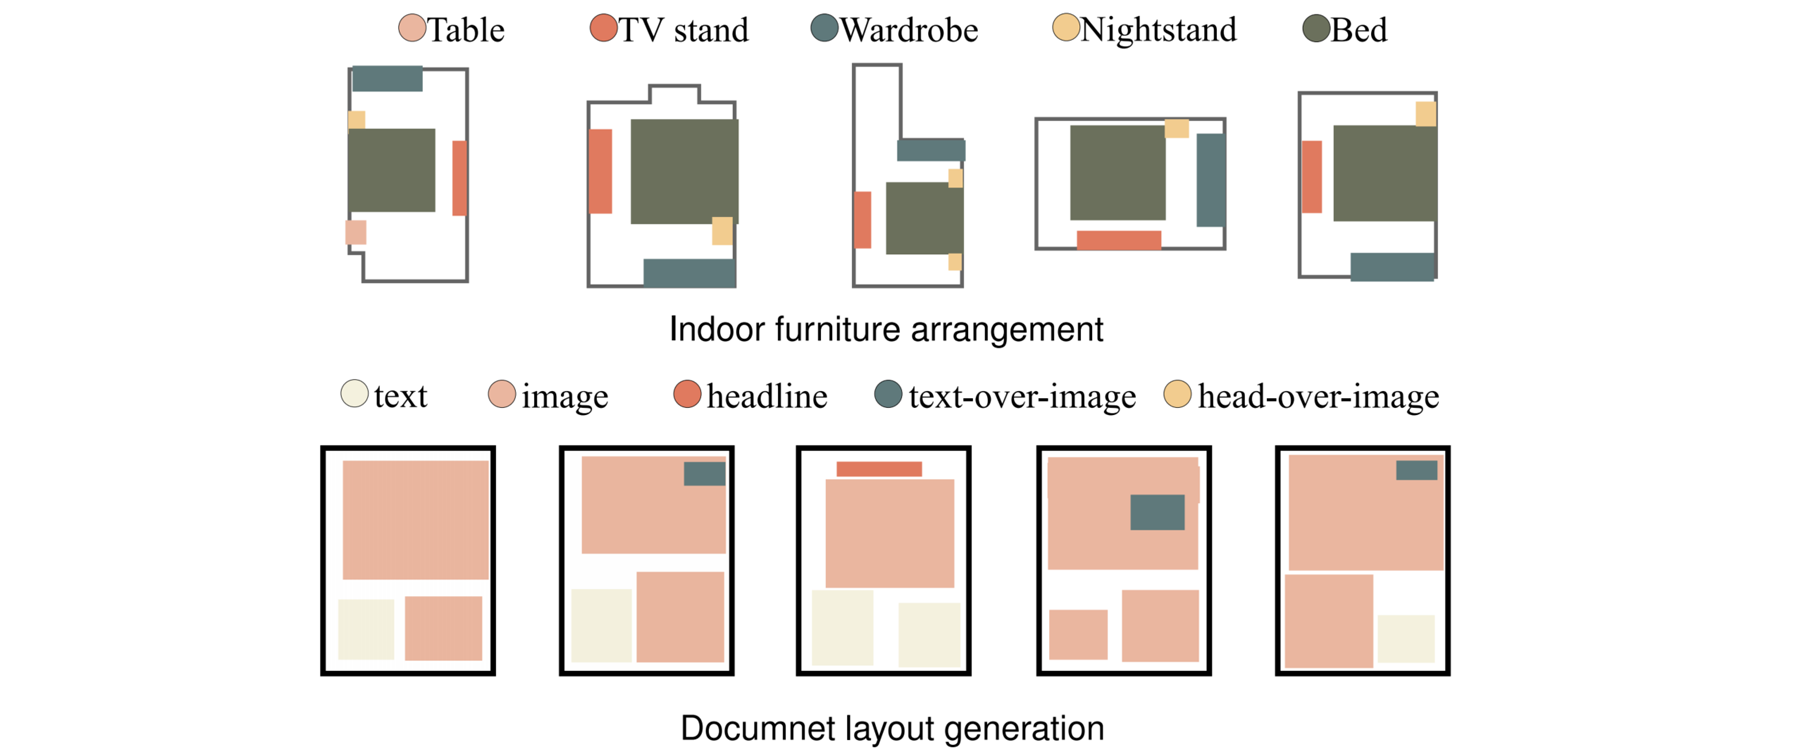 Table TV stand Wardrobe Nightstand Bed
Indoor furniture arrangement
text image headline text-over-image head-over-image
Documnet layout generation